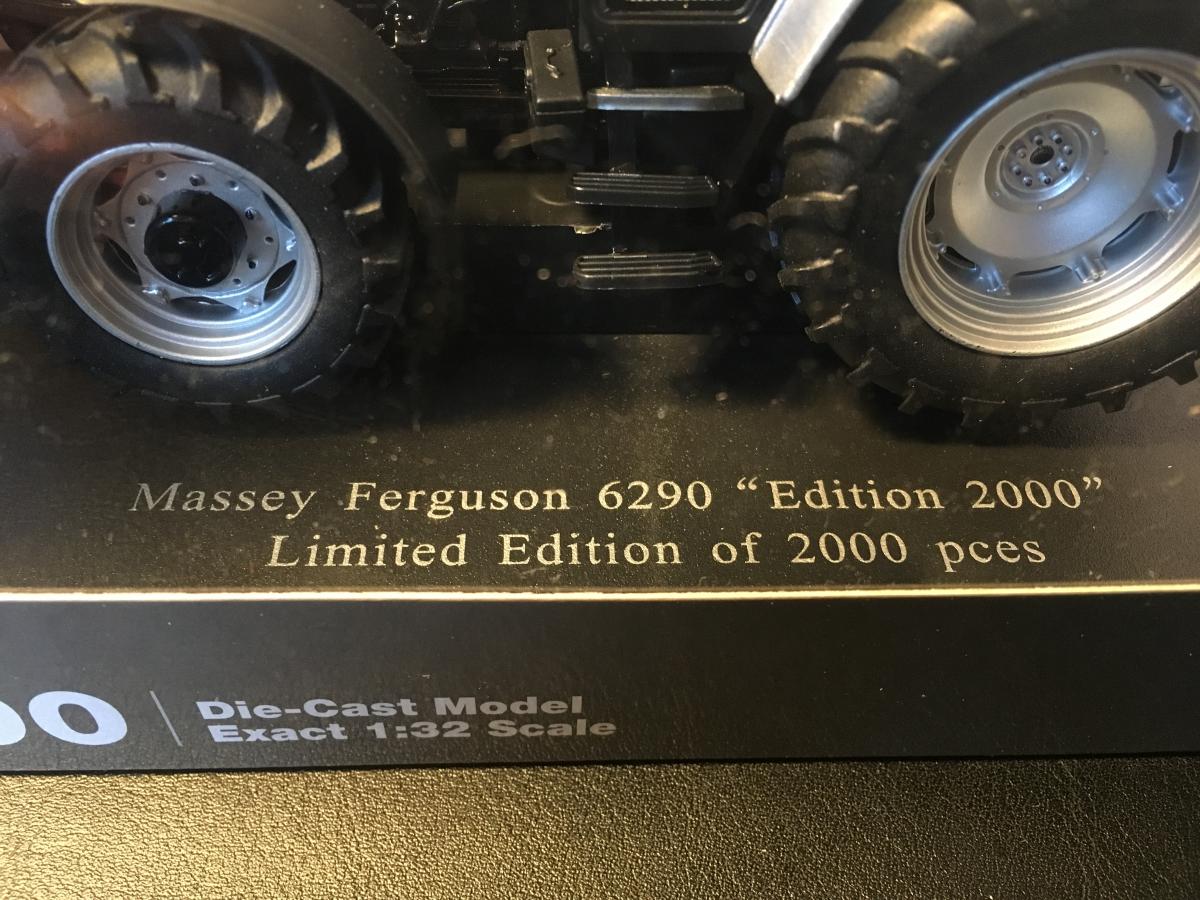 Massey Ferguson 6290 “Edition 2000”
Limited Edition of 2000 pces
Die-Cast Model
Exact 1:32 Scale